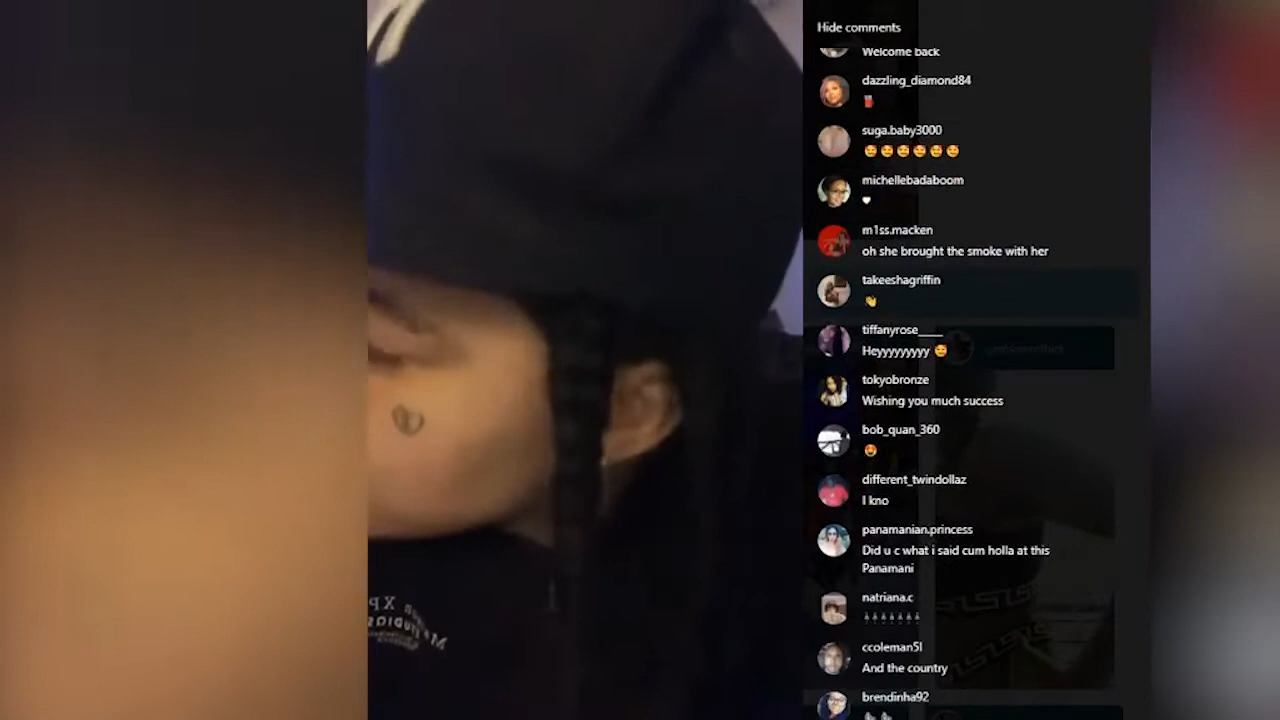 Hide comments
Welcome back
dazzling_diamond84
suga.baby3000
🥰🥰🥰🥰🥰🥰
michellebadaboom
m1ss.macken
oh she brought the smoke with her
takeeshagriffin
tiffanyrose____
Heyyyyyyyyy 🥰
tokyobronze
Wishing you much success
bob_quan_360
😍
different_twindollaz
I kno
panamanian.princess
Did u c what i said cum holla at this
Panamani
natriana.c
ccoleman5l
And the country
brendinha92